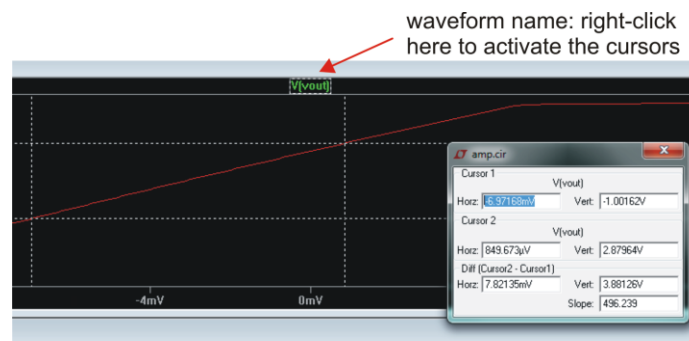 waveform name: right-click
here to activate the cursors
V(vout)
amp.cir
Cursor 1
V(vout)
Horz: -6.97168mV Vert: -1.00162V
Cursor 2
V(vout)
Horz: 849.673µV Vert: 2.87964V
Diff (Cursor2 - Cursor1)
Horz: 7.82135mV Vert: 3.88126V
Slope: 496.239
-4mV 0mV